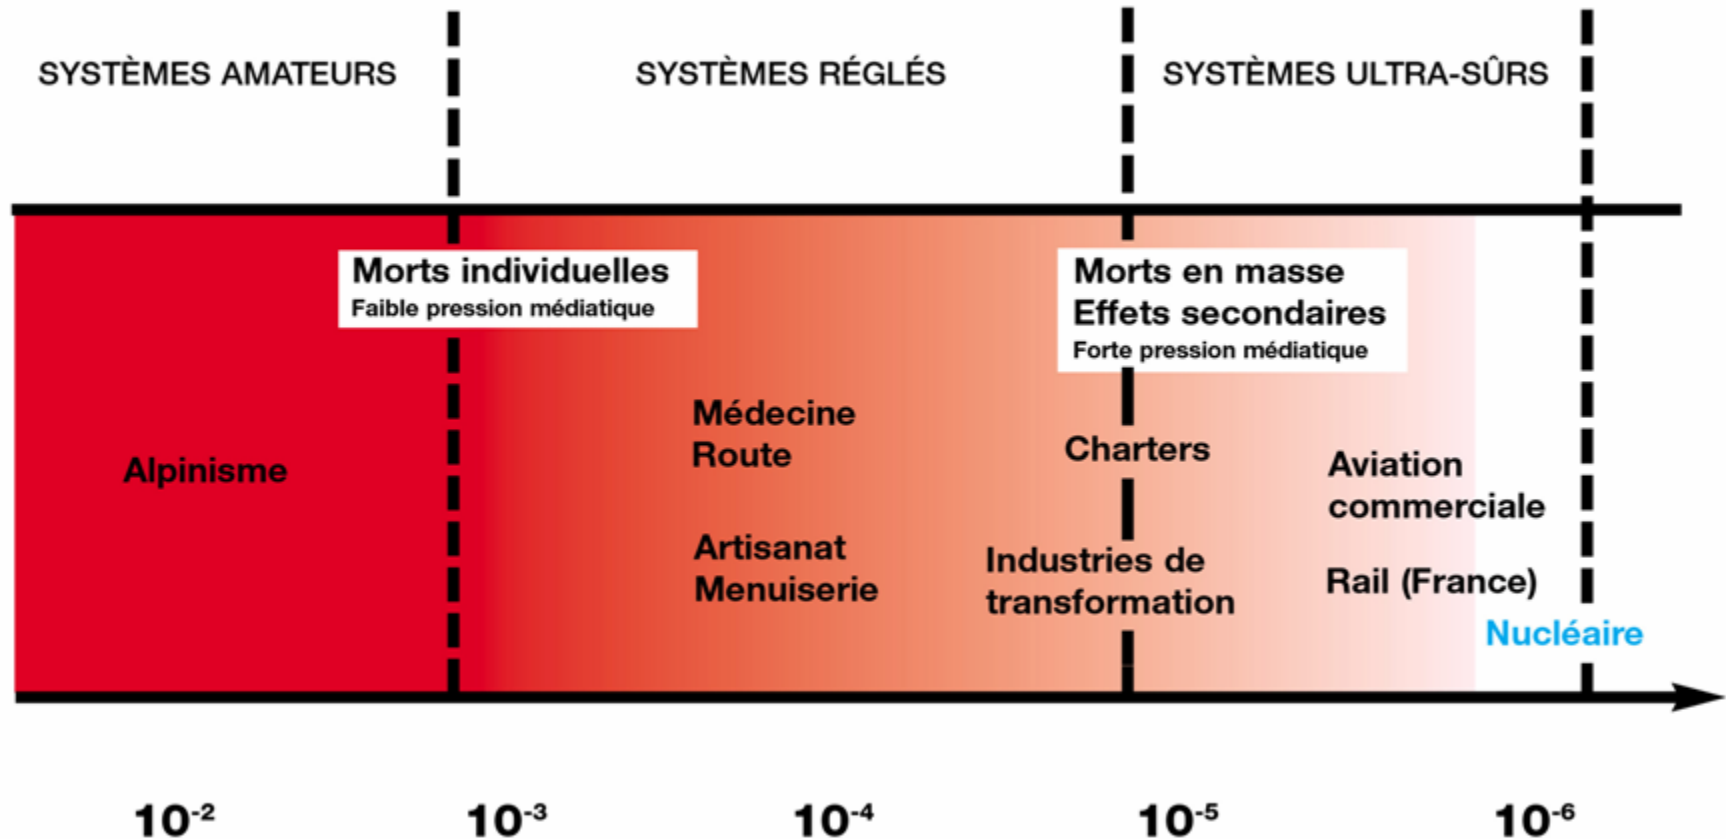 SYSTÈMES AMATEURS
SYSTÈMES RÉGLÉS
SYSTÈMES ULTRA-SÛRS
Morts individuelles
Faible pression médiatique
Morts en masse
Effets secondaires
Forte pression médiatique
Alpinisme
Médecine
Route
Artisanat
Menuiserie
Charters
Industries de
transformation
Aviation
commerciale
Rail (France)
Nucléaire
10⁻²
10⁻³
10⁻⁴
10⁻⁵
10⁻⁶